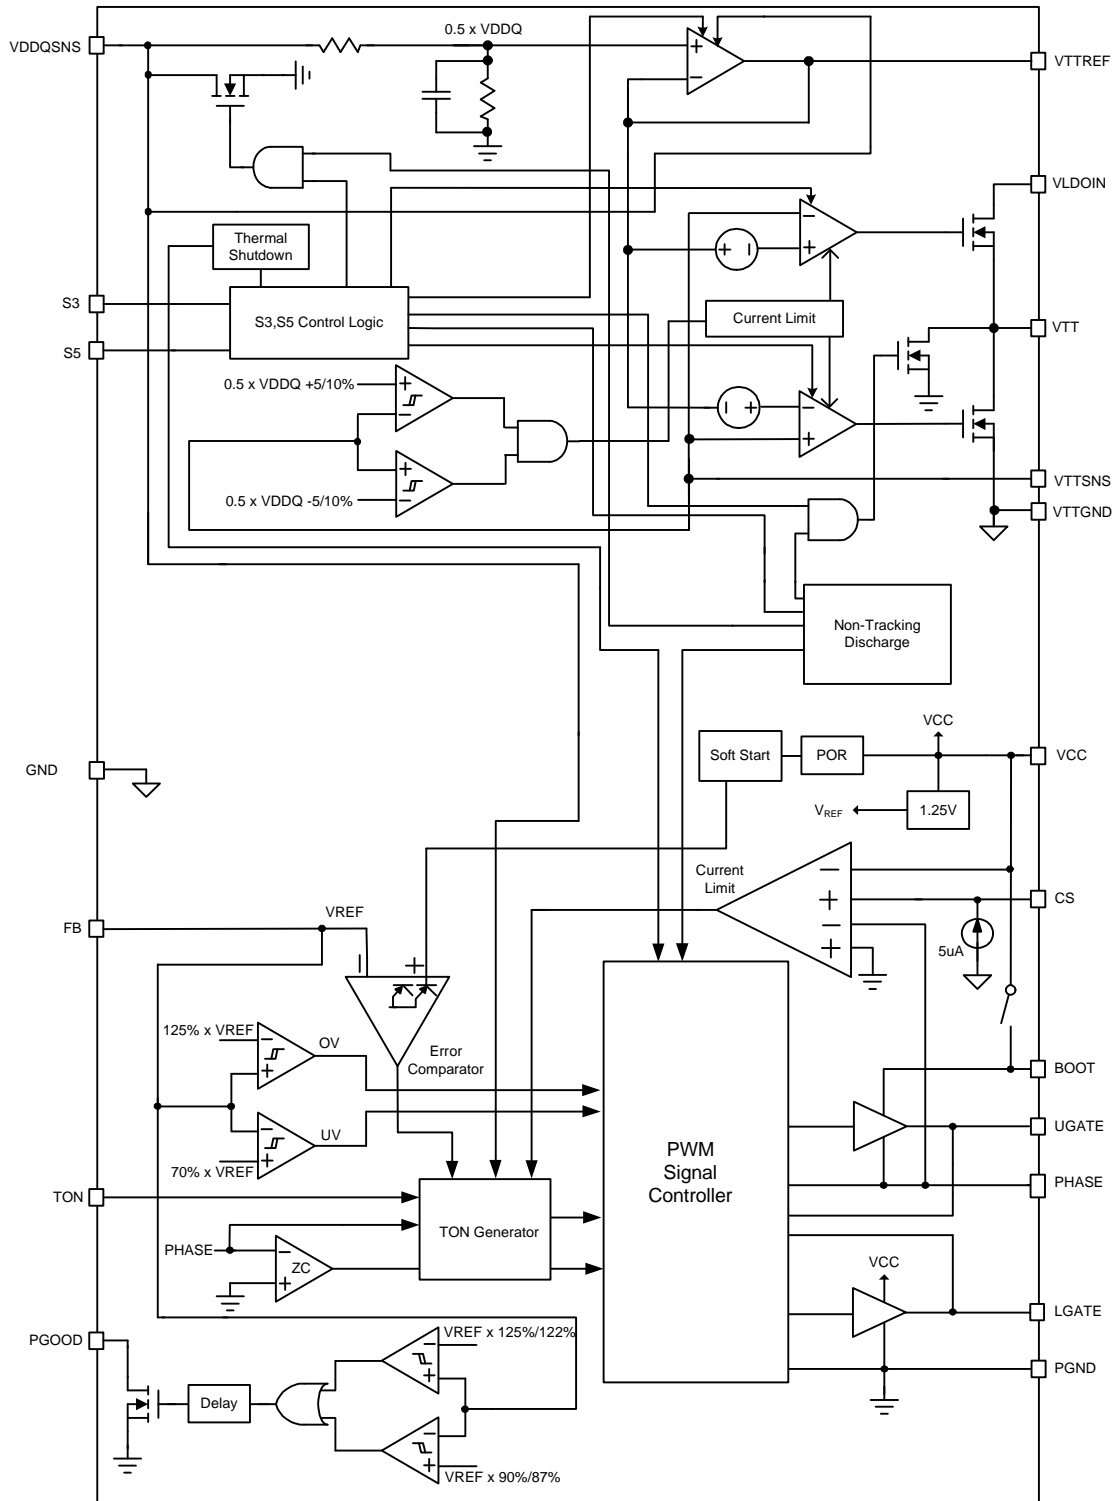 0.5 x VDDQ
VDDQSNS
VTTREF
VLDOIN
Thermal
Shutdown
S3
S3,S5 Control Logic
Current Limit
VTT
S5
0.5 x VDDQ +5/10%
VTTSNS
0.5 x VDDQ -5/10%
VTTGND
Non-Tracking
Discharge
VCC
Soft Start
POR
VCC
GND
VREF
1.25V
Current
Limit
CS
VREF
FB
5uA
125% x VREF
OV
Error
Comparator
BOOT
UGATE
UV
PWM
Signal
Controller
70% x VREF
PHASE
TON
TON Generator
PHASE
ZC
VCC
LGATE
VREF x 125%/122%
PGOOD
PGND
Delay
VREF x 90%/87%